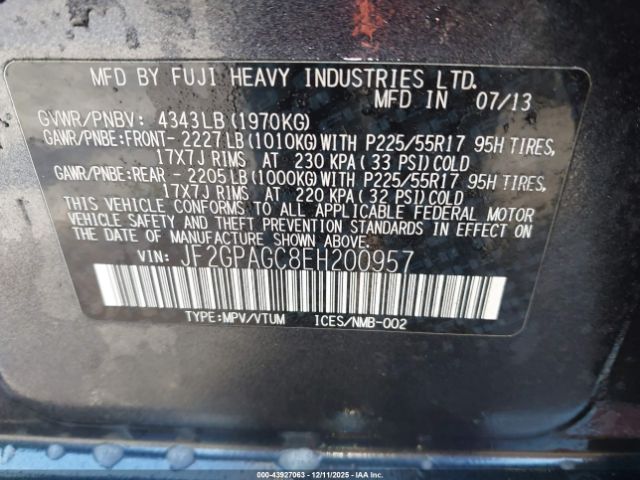 MFD BY FUJI HEAVY INDUSTRIES LTD.
MFD IN 07/13
GVWR/PNBV: 4343LB(1970KG)
GAWR/PNBE:FRONT- 2227LB(1010KG)WITH P225/55R17 95H TIRES,
17X7J RIMS AT 230 KPA(33 PSI)COLD
GAWR/PNBE:REAR - 2205LB(1000KG)WITH P225/55R17 95H TIRES,
17X7J RIMS AT 220 KPA(32 PSI)COLD
THIS VEHICLE CONFORMS TO ALL APPLICABLE FEDERAL MOTOR
VEHICLE SAFETY AND THEFT PREVENTION STANDARDS IN EFFECT ON
THE DATE OF MANUFACTURE SHOWN ABOVE.
VIN: JF2GPAGC8EH200957
TYPE:MPV/VTUM ICES/NMB-002
000-43927063 - 12/11/2025 - IAA Inc.